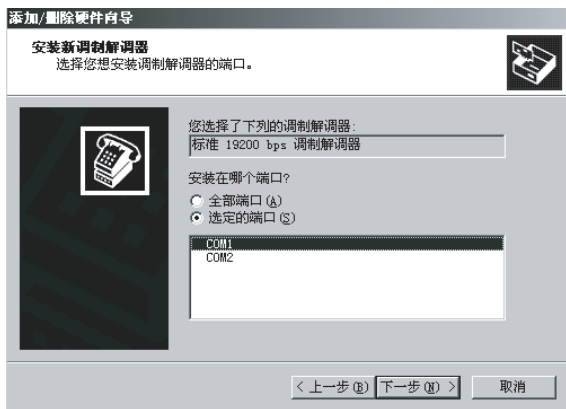 添加/删除硬件向导
安装新调制解调器
选择您想安装调制解调器的端口。
您选择了下列的调制解调器:
标准 19200 bps 调制解调器
安装在哪个端口?
全部端口(A)
选定的端口(S)
COM1
COM2
< 上一步(B) 下一步(N) > 取消